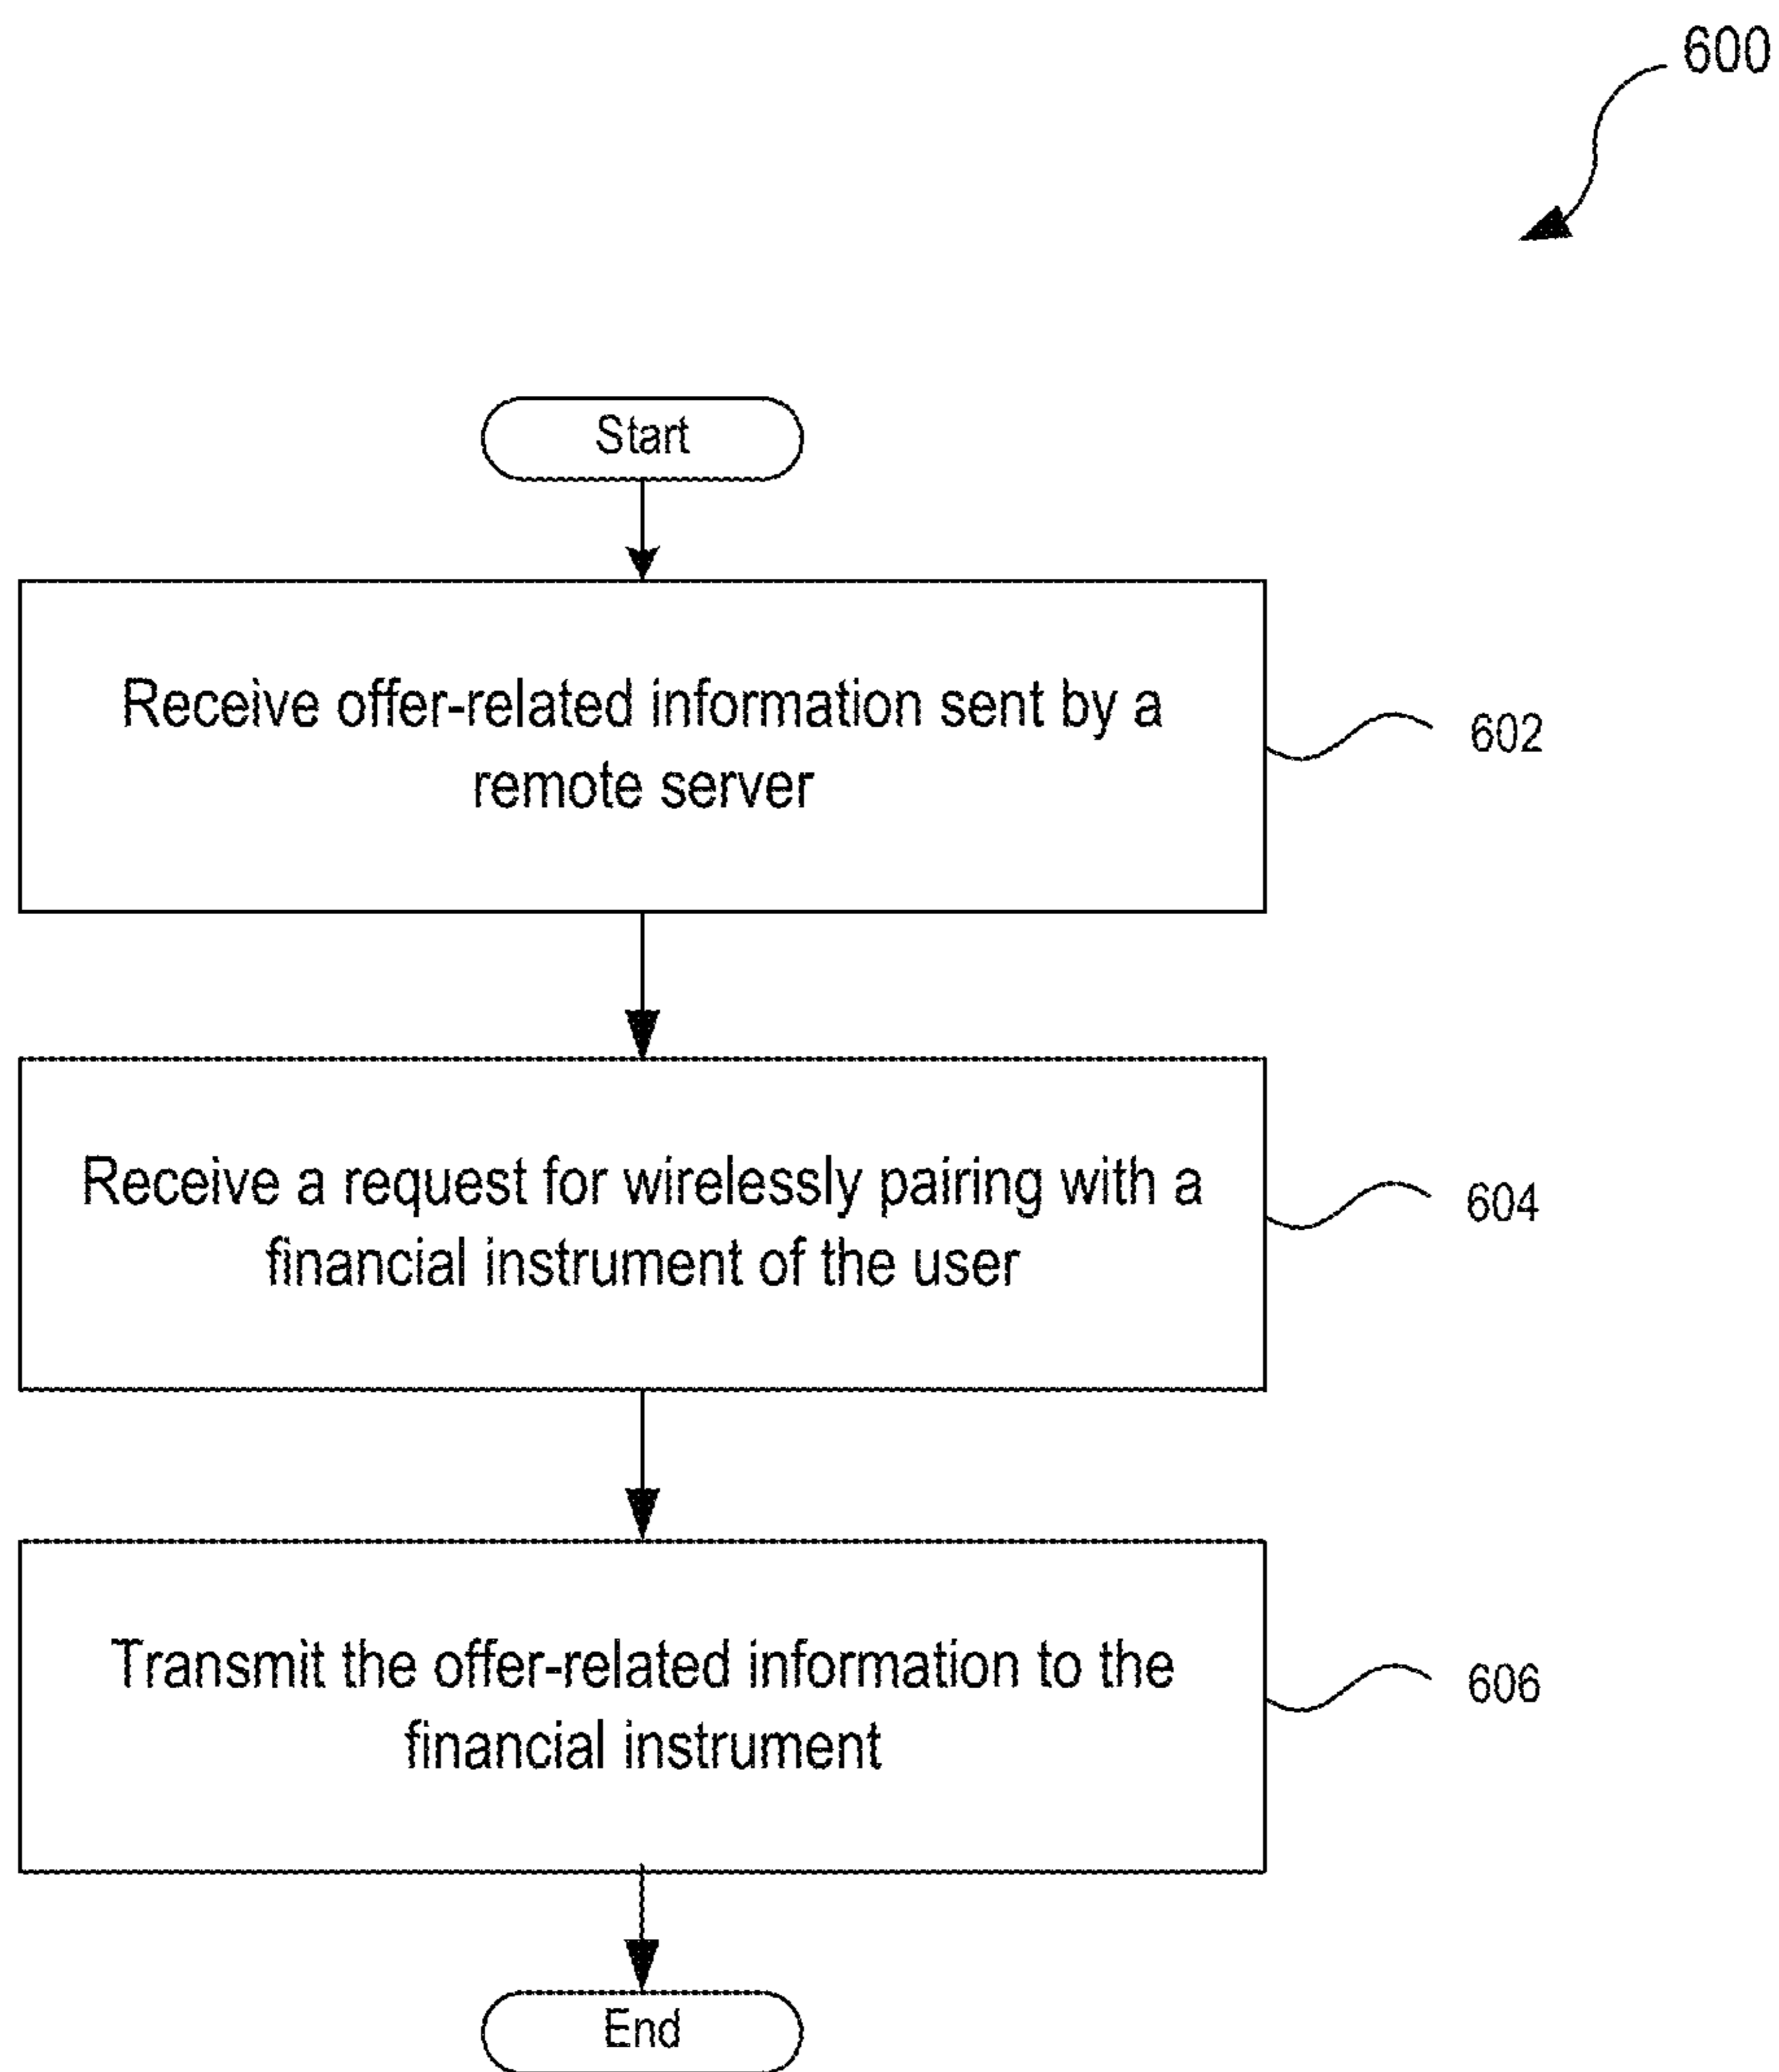 600
Start
Receive offer-related information sent by a
remote server
602
Receive a request for wirelessly pairing with a
financial instrument of the user
604
Transmit the offer-related information to the
financial instrument
606
End